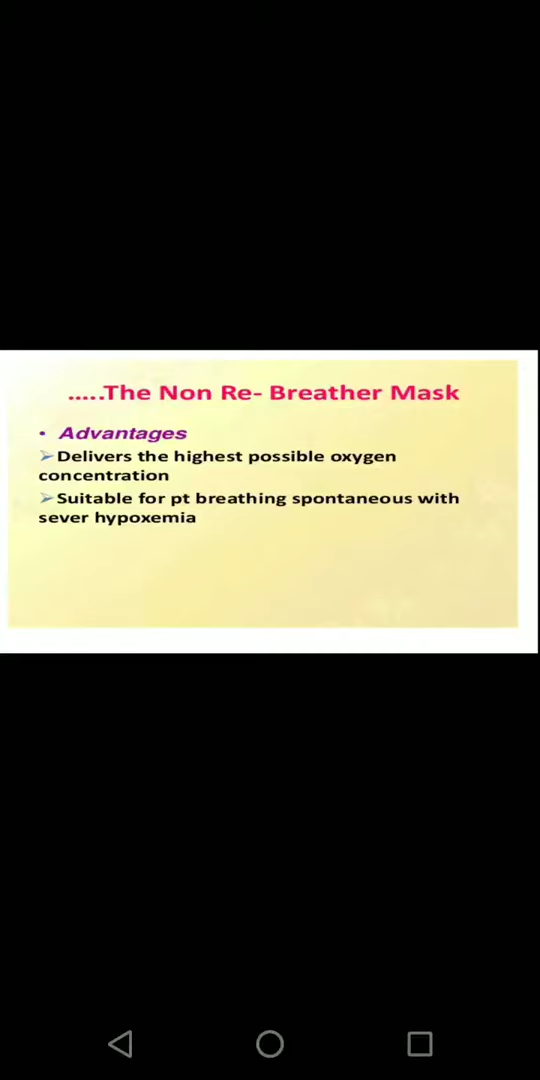 .....The Non Re- Breather Mask
• Advantages
➢Delivers the highest possible oxygen
concentration
➢Suitable for pt breathing spontaneous with
sever hypoxemia